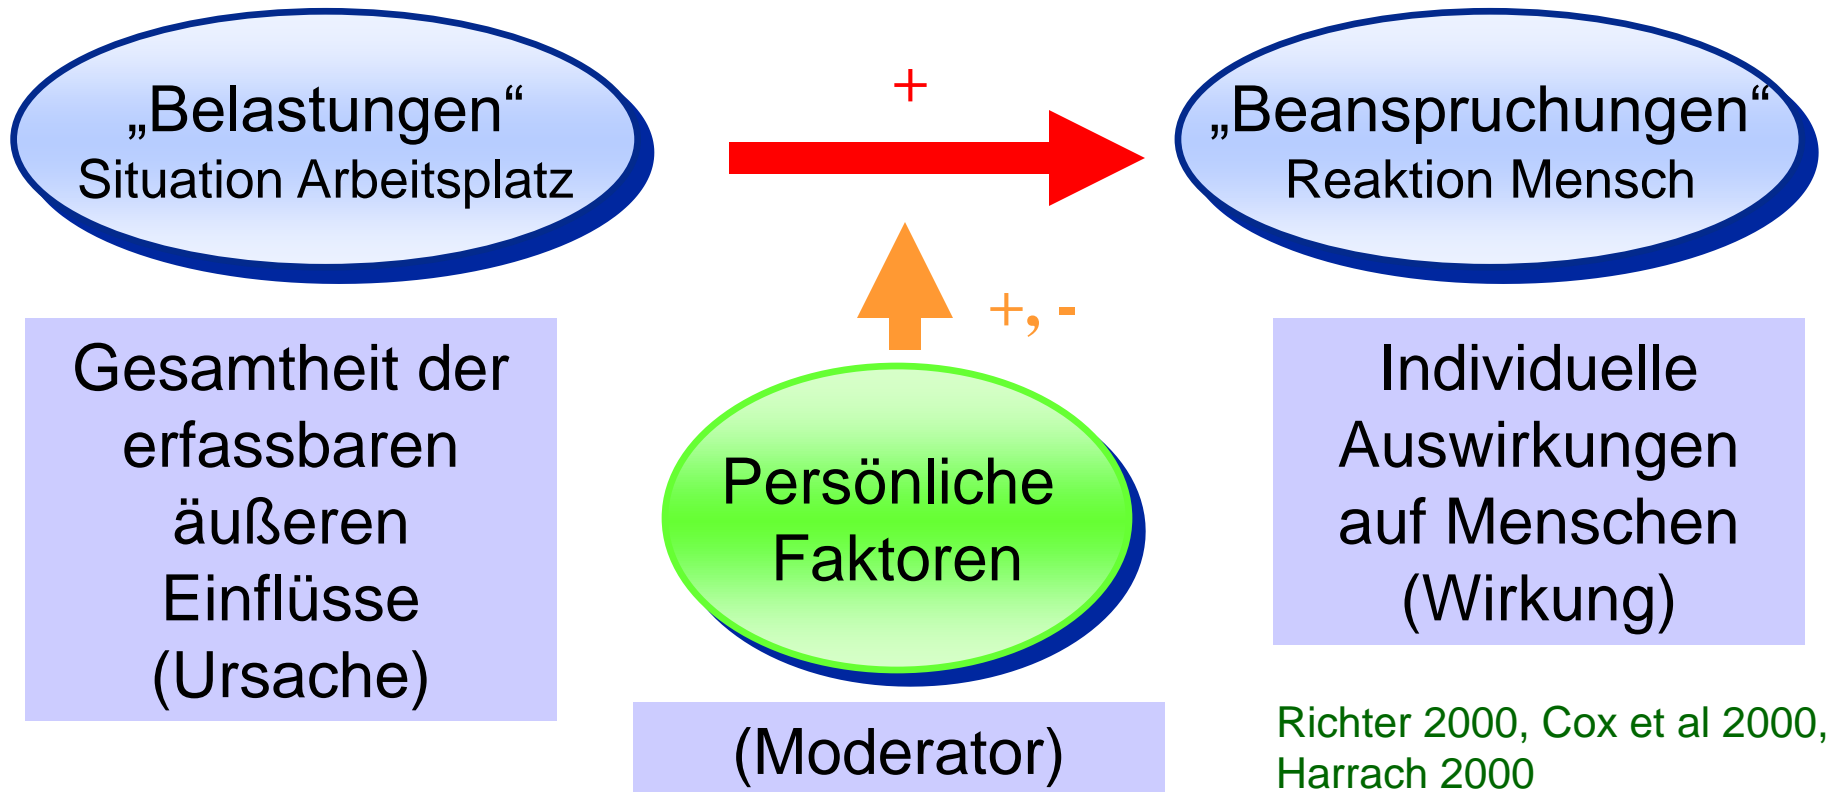 „Belastungen“
Situation Arbeitsplatz
+
„Beanspruchungen“
Reaktion Mensch
+, -
Gesamtheit der
erfassbaren
äußeren
Einflüsse
(Ursache)
Persönliche
Faktoren
(Moderator)
Individuelle
Auswirkungen
auf Menschen
(Wirkung)
Richter 2000, Cox et al 2000,
Harrach 2000